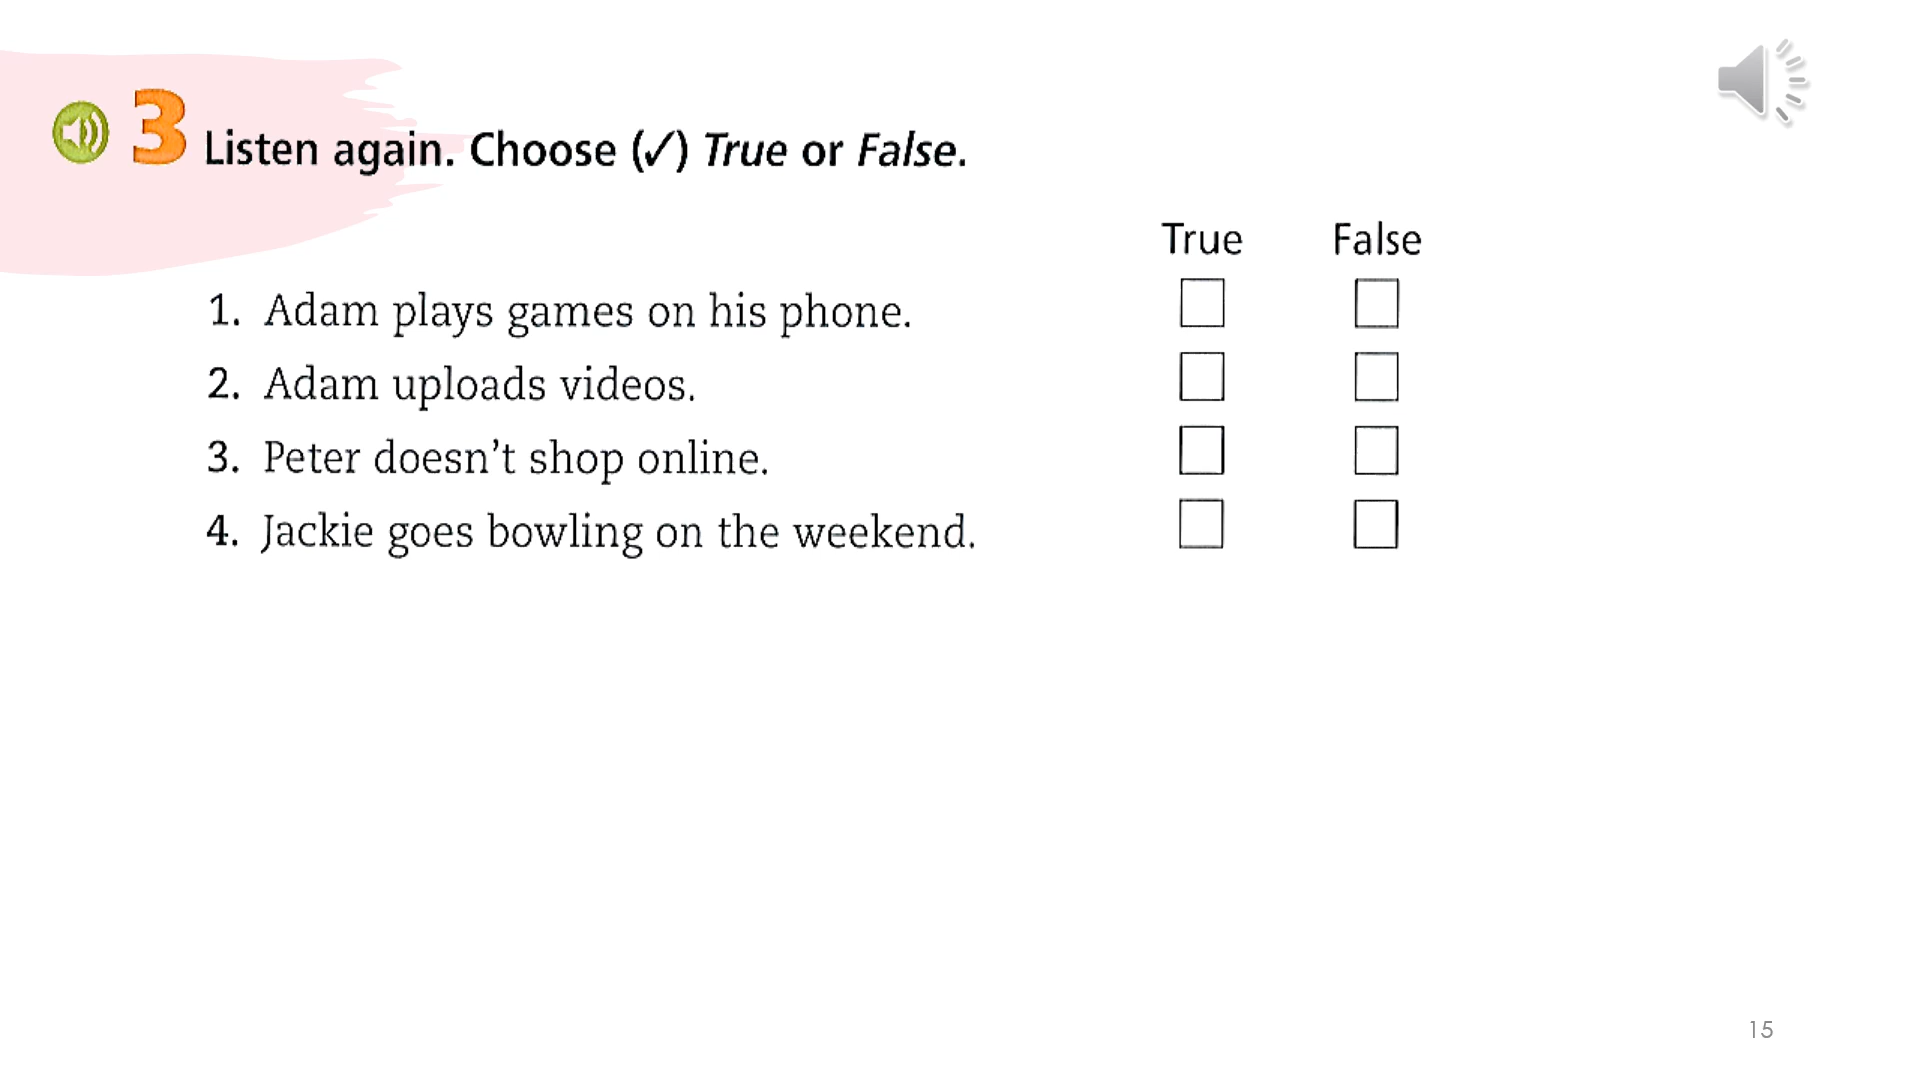 3 Listen again. Choose (✓) True or False.
True False
1. Adam plays games on his phone.
2. Adam uploads videos.
3. Peter doesn't shop online.
4. Jackie goes bowling on the weekend.
15